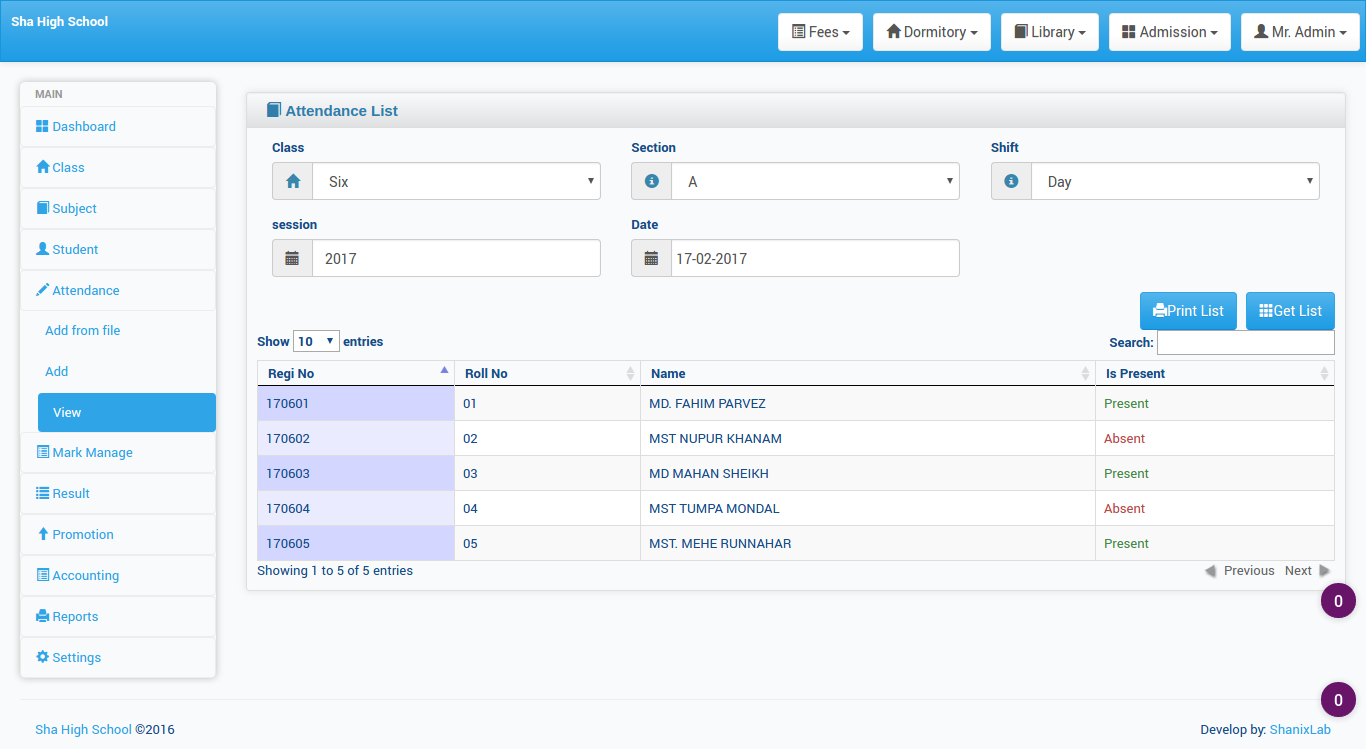 Sha High School
Fees
Dormitory
Library
Admission
Mr. Admin
MAIN
Dashboard
Class
Subject
Student
Attendance
Add from file
Add
View
Mark Manage
Result
Promotion
Accounting
Reports
Settings
Attendance List
Class Section Shift
Six A Day
session Date
2017 17-02-2017
Print List Get List
Show 10 entries Search:
Regi No Roll No Name Is Present
170601 01 MD. FAHIM PARVEZ Present
170602 02 MST NUPUR KHANAM Absent
170603 03 MD MAHAN SHEIKH Present
170604 04 MST TUMPA MONDAL Absent
170605 05 MST. MEHE RUNNAHAR Present
Showing 1 to 5 of 5 entries Previous Next
0
0
Sha High School ©2016 Develop by: ShanixLab